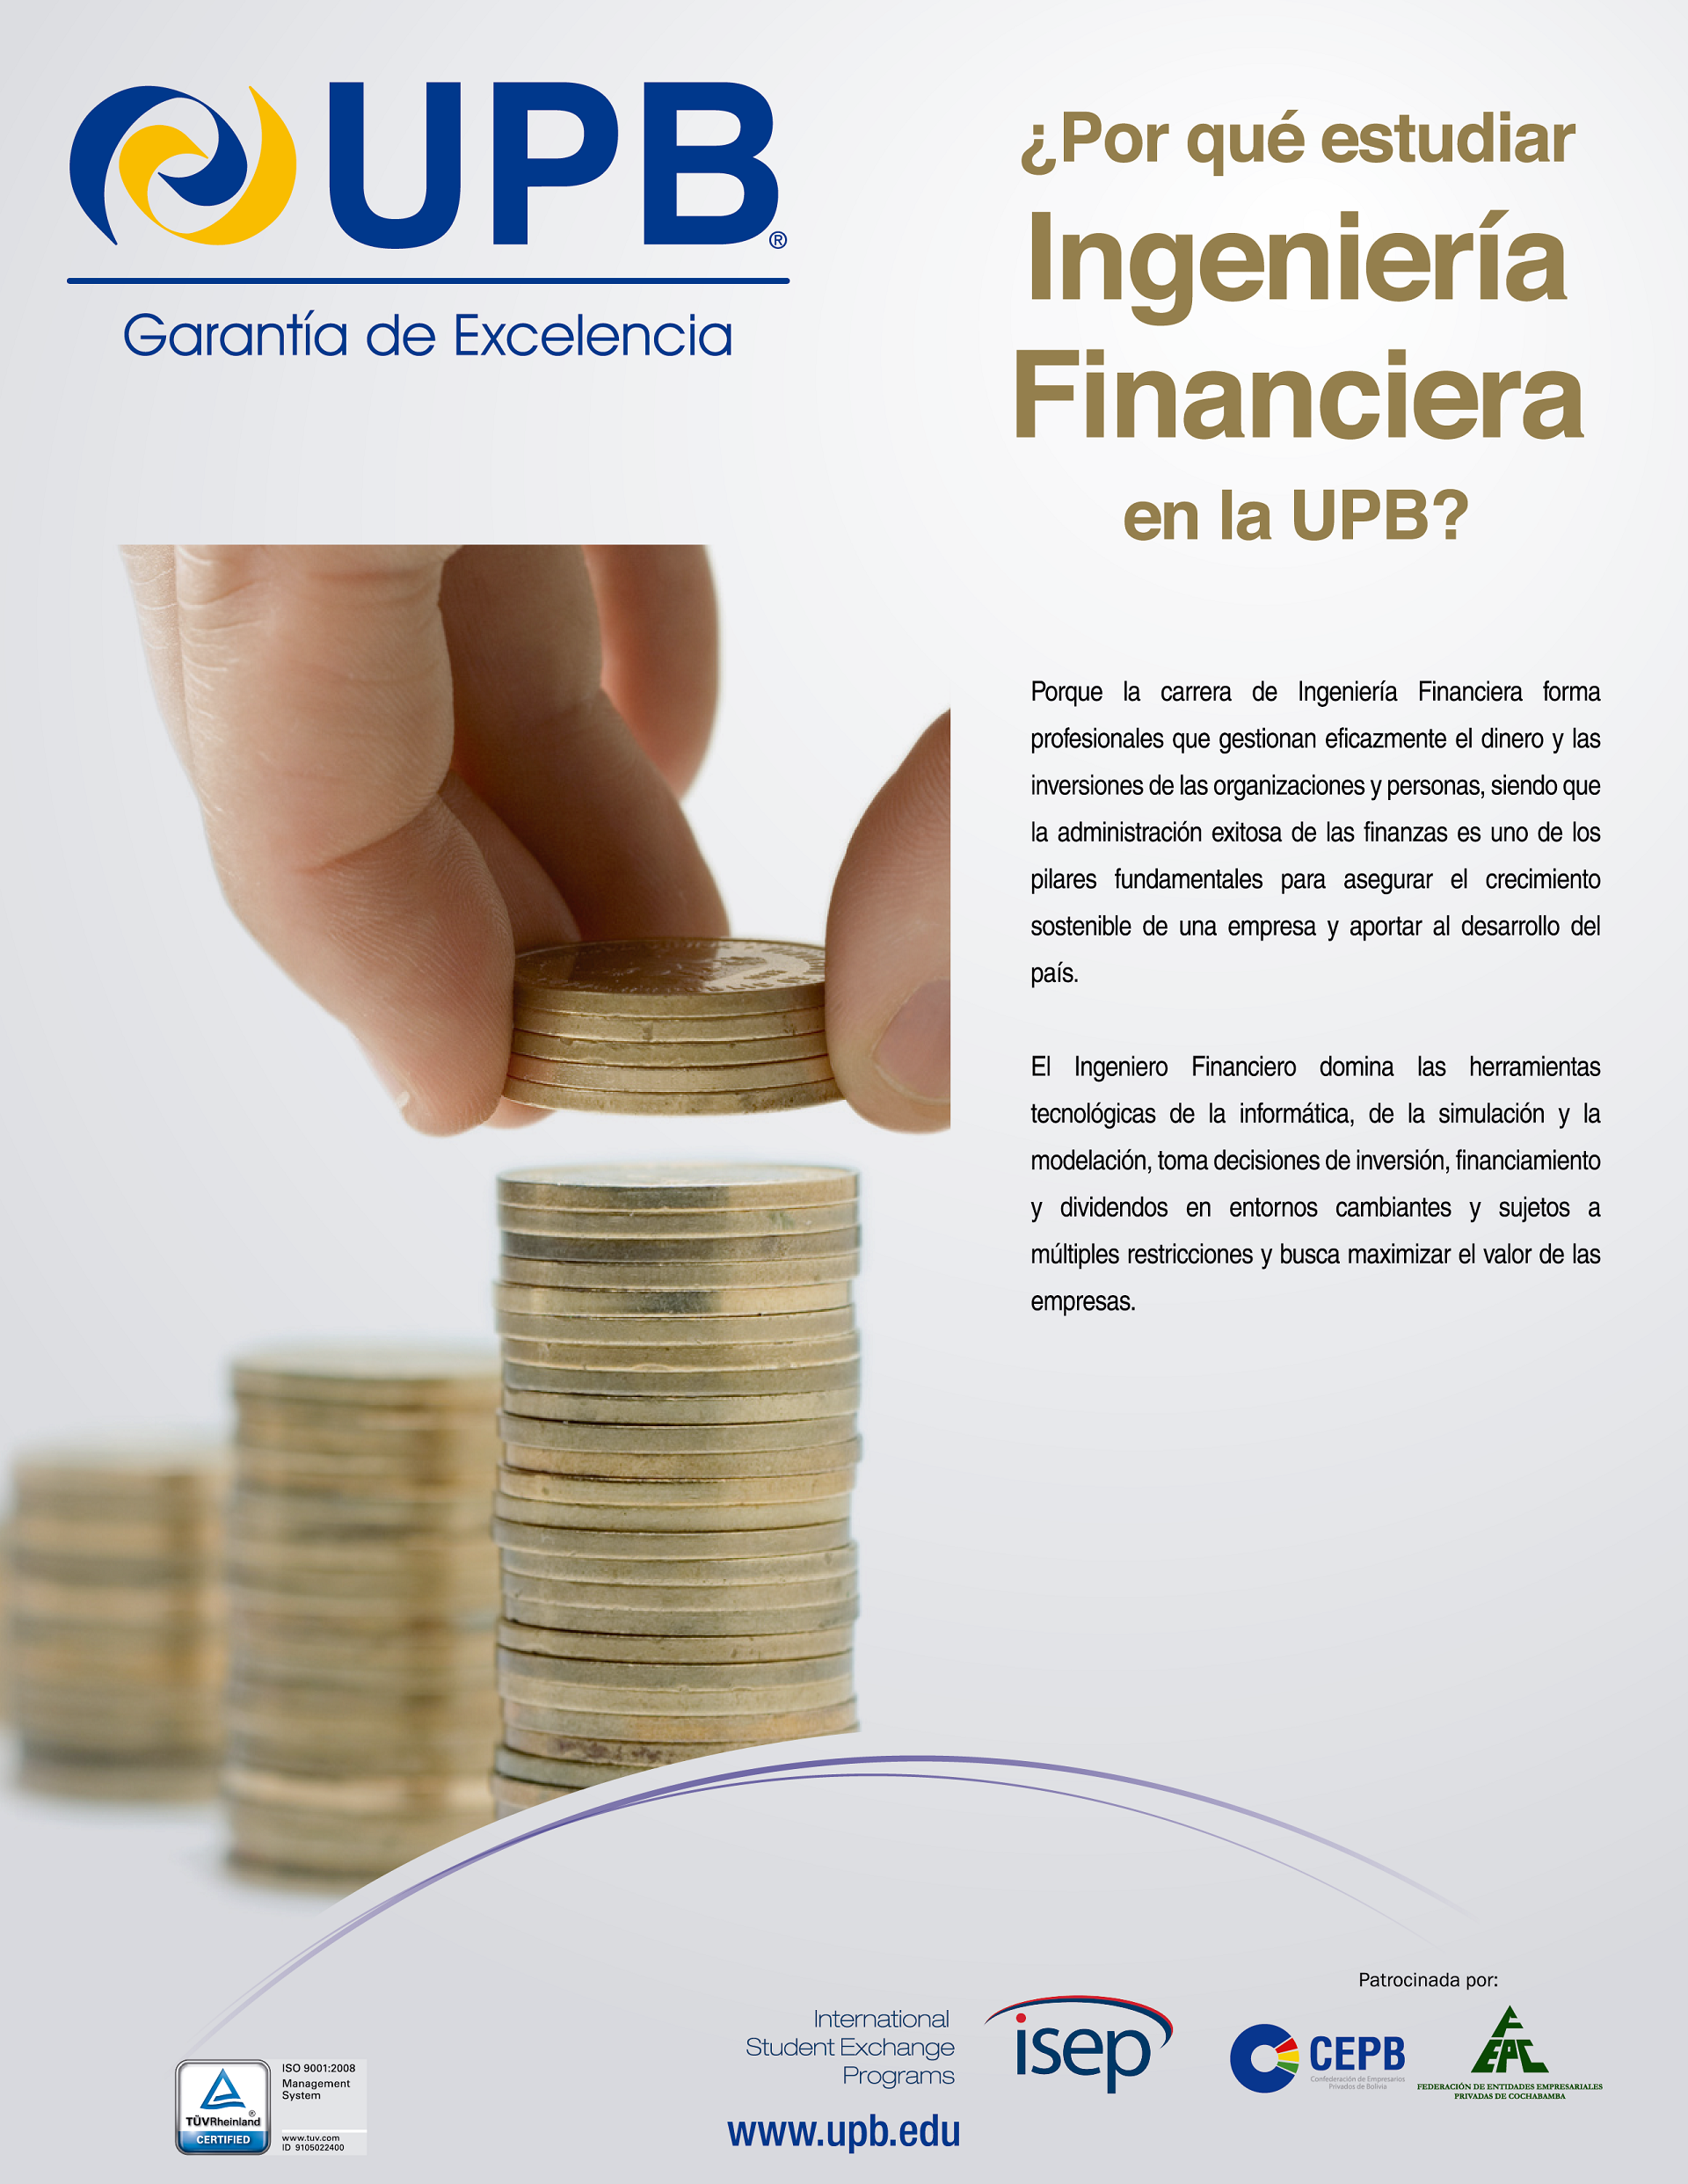 UPB®
Garantía de Excelencia
¿Por qué estudiar
Ingeniería
Financiera
en la UPB?
Porque la carrera de Ingeniería Financiera forma
profesionales que gestionan eficazmente el dinero y las
inversiones de las organizaciones y personas, siendo que
la administración exitosa de las finanzas es uno de los
pilares fundamentales para asegurar el crecimiento
sostenible de una empresa y aportar al desarrollo del
país.
El Ingeniero Financiero domina las herramientas
tecnológicas de la informática, de la simulación y la
modelación, toma decisiones de inversión, financiamiento
y dividendos en entornos cambiantes y sujetos a
múltiples restricciones y busca maximizar el valor de las
empresas.
Patrocinada por:
International
Student Exchange
Programs
isep
CEPB
Confederación de Empresarios
Privados de Bolivia
FEPC
FEDERACIÓN DE ENTIDADES EMPRESARIALES
PRIVADAS DE COCHABAMBA
www.upb.edu
TÜVRheinland®
CERTIFIED
ISO 9001:2008
Management
System
www.tuv.com
ID 9105022400